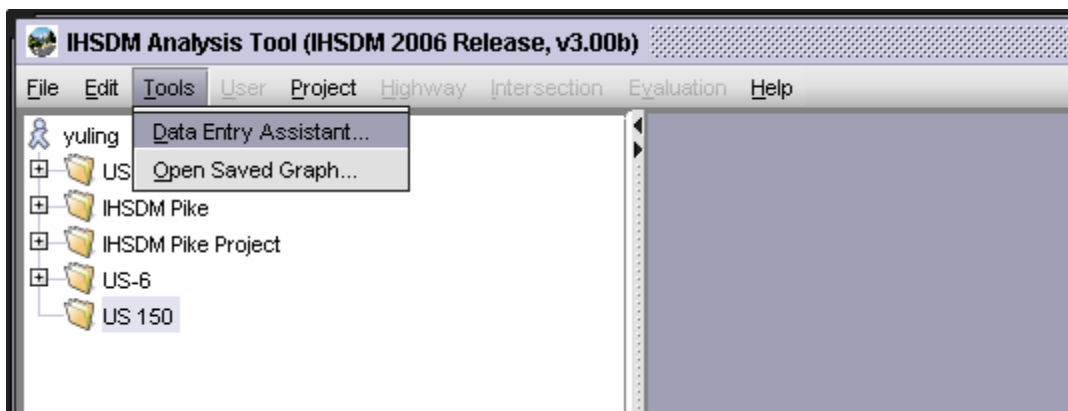 IHSDM Analysis Tool (IHSDM 2006 Release, v3.00b)
File Edit Tools User Project Highway Intersection Evaluation Help
yuling
Data Entry Assistant...
US
Open Saved Graph...
IHSDM Pike
IHSDM Pike Project
US-6
US 150